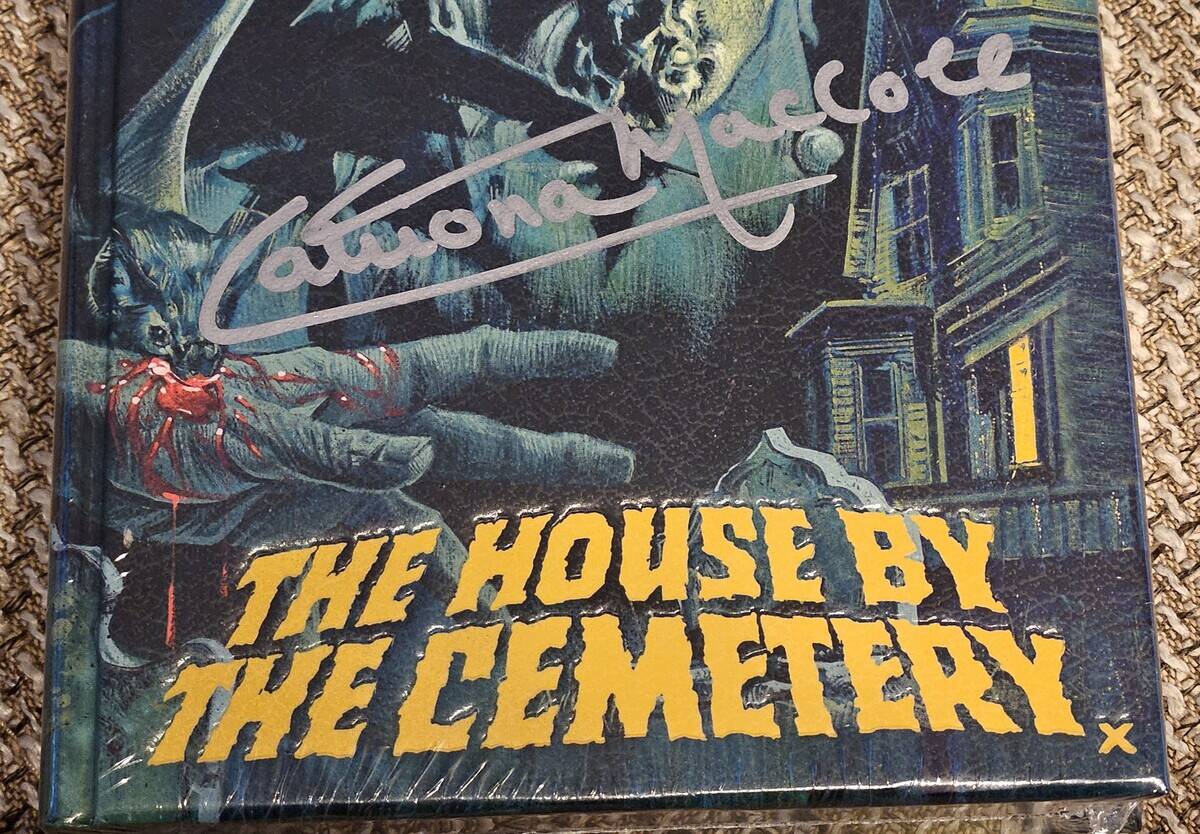 Catriona MacColl
THE HOUSE BY
THE CEMETERY
x